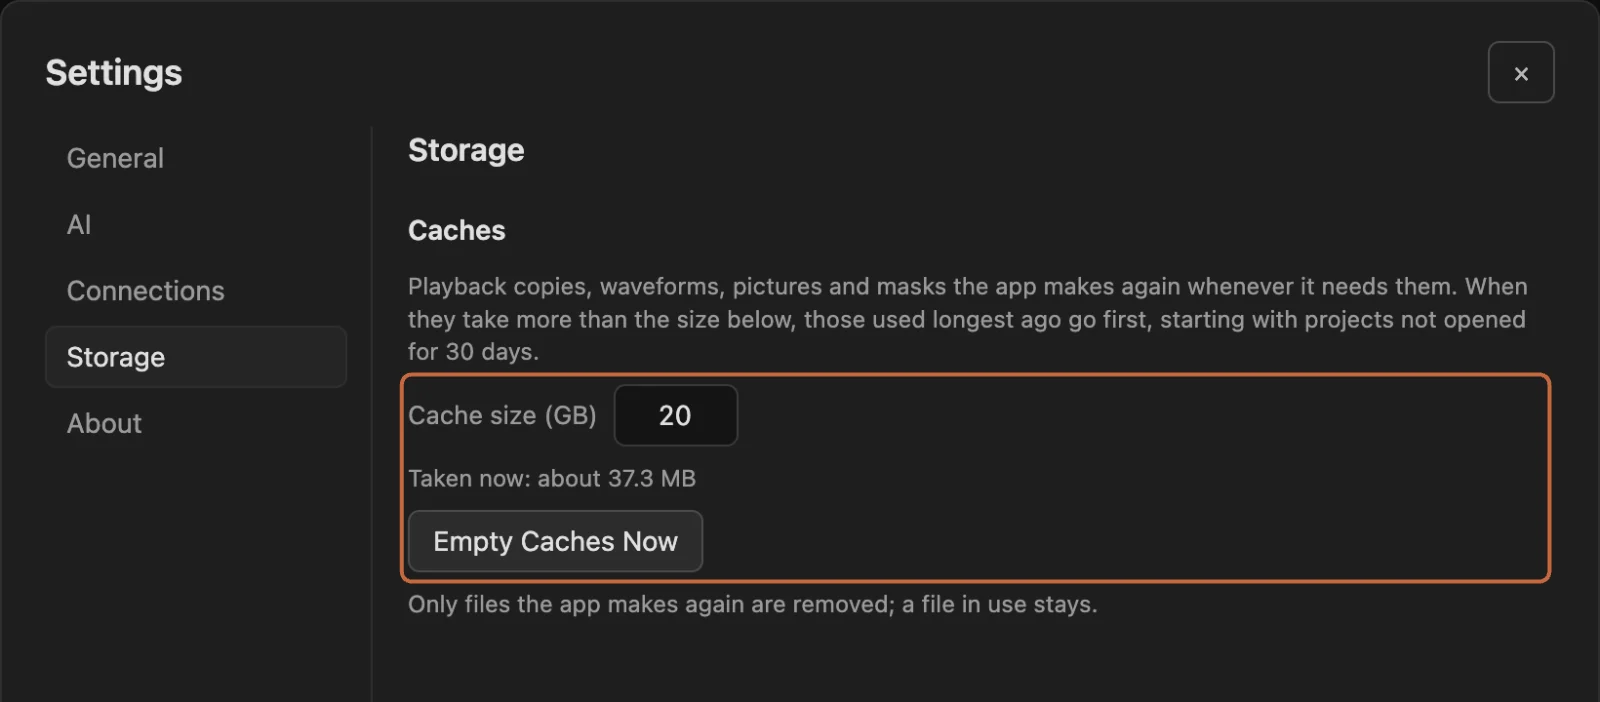 Settings
×
General
AI
Connections
Storage
About
Storage
Caches
Playback copies, waveforms, pictures and masks the app makes again whenever it needs them. When
they take more than the size below, those used longest ago go first, starting with projects not opened
for 30 days.
Cache size (GB) 20
Taken now: about 37.3 MB
Empty Caches Now
Only files the app makes again are removed; a file in use stays.